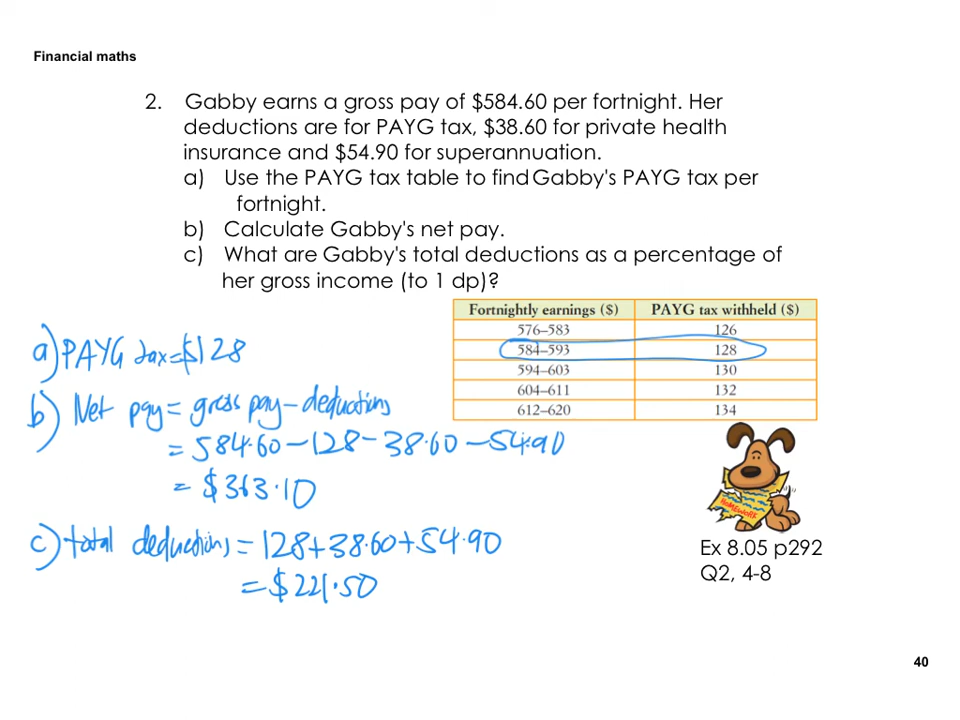 Financial maths
2. Gabby earns a gross pay of $584.60 per fortnight. Her
deductions are for PAYG tax, $38.60 for private health
insurance and $54.90 for superannuation.
a) Use the PAYG tax table to find Gabby's PAYG tax per
fortnight.
b) Calculate Gabby's net pay.
c) What are Gabby's total deductions as a percentage of
her gross income (to 1 dp)?
Fortnightly earnings ($) PAYG tax withheld ($)
576–583 126
584–593 128
594–603 130
604–611 132
612–620 134
a) PAYG tax = $128
b) Net pay = gross pay - deductions
= 584.60 - 128 - 38.60 - 54.90
= $363.10
c) total deductions = 128 + 38.60 + 54.90
= $221.50
HOMEWORK
Ex 8.05 p292
Q2, 4-8
40